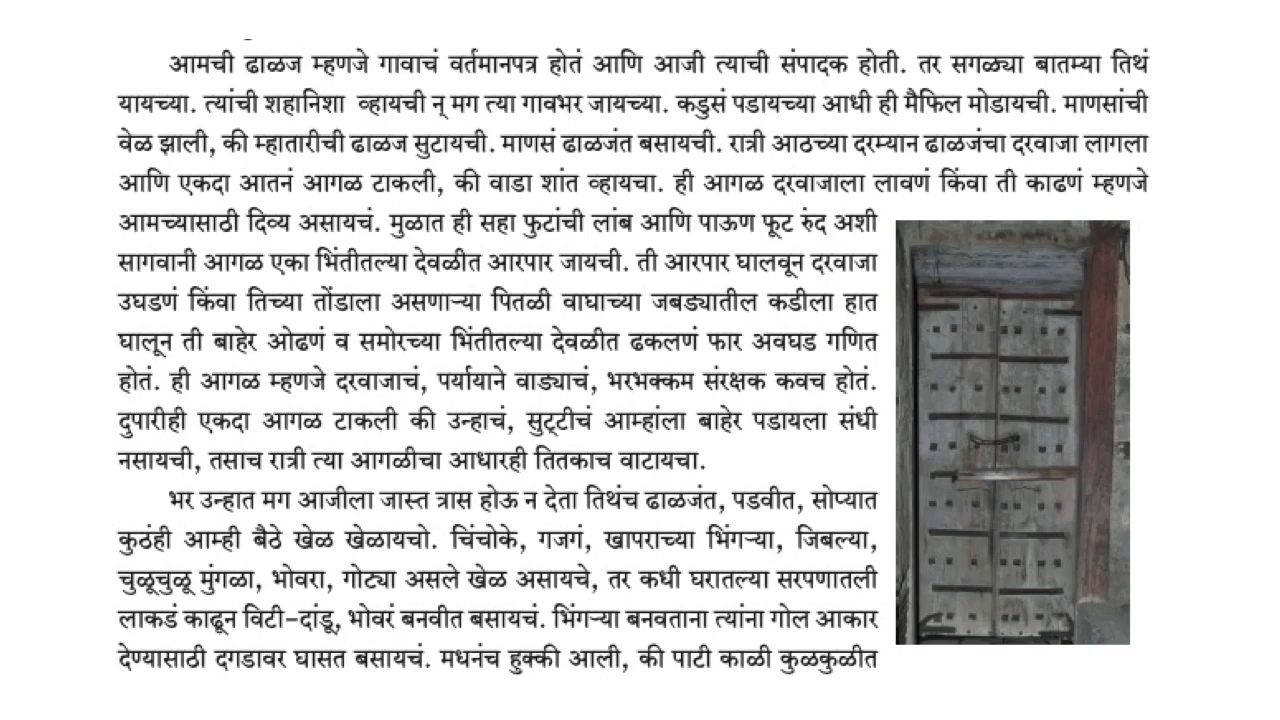 आमची ढाळज म्हणजे गावाचं वर्तमानपत्र होतं आणि आजी त्याची संपादक होती. तर सगळ्या बातम्या तिथं
यायच्या. त्यांची शहानिशा व्हायची न् मग त्या गावभर जायच्या. कडुसं पडायच्या आधी ही मैफिल मोडायची. माणसांची
वेळ झाली, की म्हातारीची ढाळज सुटायची. माणसं ढाळजंत बसायची. रात्री आठच्या दरम्यान ढाळजंचा दरवाजा लागला
आणि एकदा आतनं आगळ टाकली, की वाडा शांत व्हायचा. ही आगळ दरवाजाला लावणं किंवा ती काढणं म्हणजे
आमच्यासाठी दिव्य असायचं. मुळात ही सहा फुटांची लांब आणि पाऊण फूट रुंद अशी
सागवानी आगळ एका भिंतीतल्या देवळीत आरपार जायची. ती आरपार घालवून दरवाजा
उघडणं किंवा तिच्या तोंडाला असणाऱ्या पितळी वाघाच्या जबड्यातील कडीला हात
घालून ती बाहेर ओढणं व समोरच्या भिंतीतल्या देवळीत ढकलणं फार अवघड गणित
होतं. ही आगळ म्हणजे दरवाजाचं, पर्यायाने वाड्याचं, भरभक्कम संरक्षक कवच होतं.
दुपारीही एकदा आगळ टाकली की उन्हाचं, सुट्टीचं आम्हांला बाहेर पडायला संधी
नसायची, तसाच रात्री त्या आगळीचा आधारही तितकाच वाटायचा.
भर उन्हात मग आजीला जास्त त्रास होऊ न देता तिथंच ढाळजंत, पडवीत, सोप्यात
कुठंही आम्ही बैठे खेळ खेळायचो. चिंचोके, गजगं, खापराच्या भिंगऱ्या, जिबल्या,
चुळूचुळू मुंगळा, भोवरा, गोट्या असले खेळ असायचे, तर कधी घरातल्या सरपणातली
लाकडं काढून विटी-दांडू, भोवरं बनवीत बसायचं. भिंगऱ्या बनवताना त्यांना गोल आकार
देण्यासाठी दगडावर घासत बसायचं. मधनंच हुक्की आली, की पाटी काळी कुळकुळीत